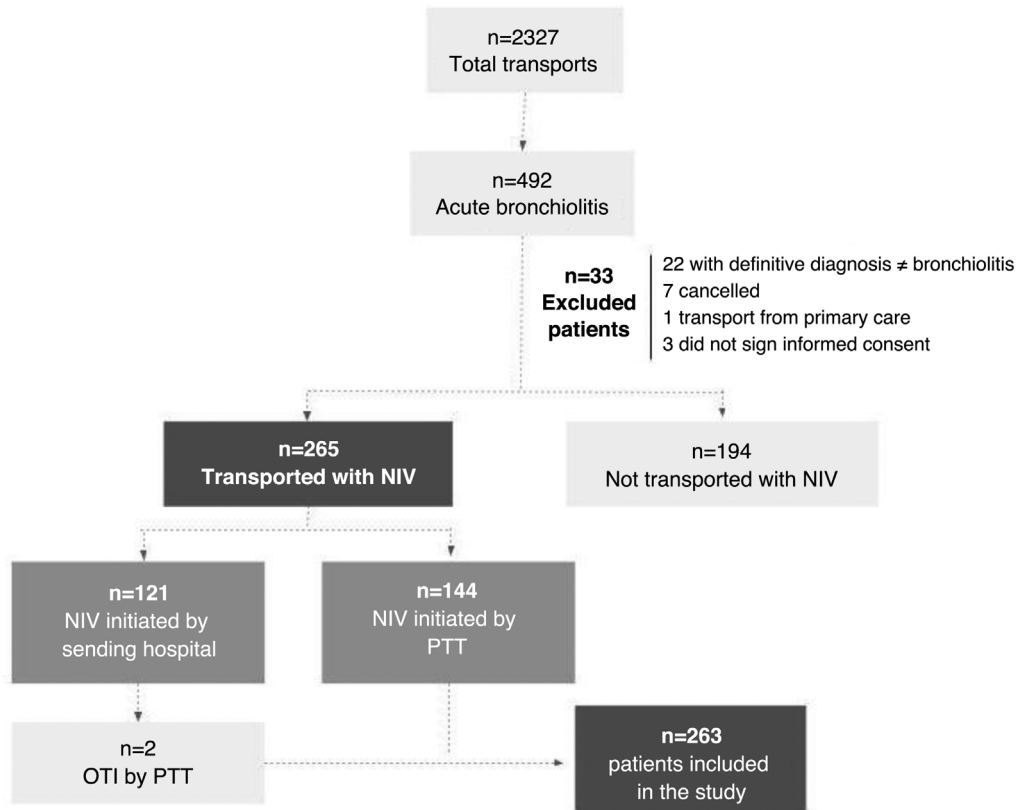 n=2327
Total transports
n=492
Acute bronchiolitis
n=33
Excluded
patients
22 with definitive diagnosis ≠ bronchiolitis
7 cancelled
1 transport from primary care
3 did not sign informed consent
n=265
Transported with NIV
n=194
Not transported with NIV
n=121
NIV initiated by
sending hospital
n=144
NIV initiated by
PTT
n=2
OTI by PTT
n=263
patients included
in the study